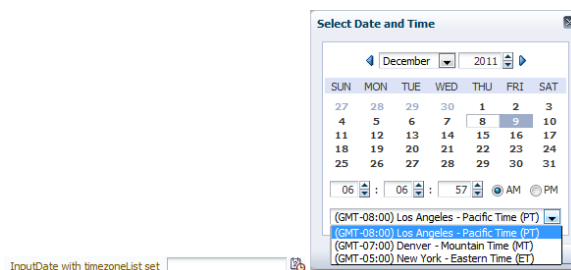 Select Date and Time
December 2011
SUN MON TUE WED THU FRI SAT
27 28 29 30 1 2 3
4 5 6 7 8 9 10
11 12 13 14 15 16 17
18 19 20 21 22 23 24
25 26 27 28 29 30 31
06 : 06 : 57 AM PM
(GMT-08:00) Los Angeles - Pacific Time (PT)
(GMT-08:00) Los Angeles - Pacific Time (PT)
(GMT-07:00) Denver - Mountain Time (MT)
(GMT-05:00) New York - Eastern Time (ET)
InputDate with timezoneList set